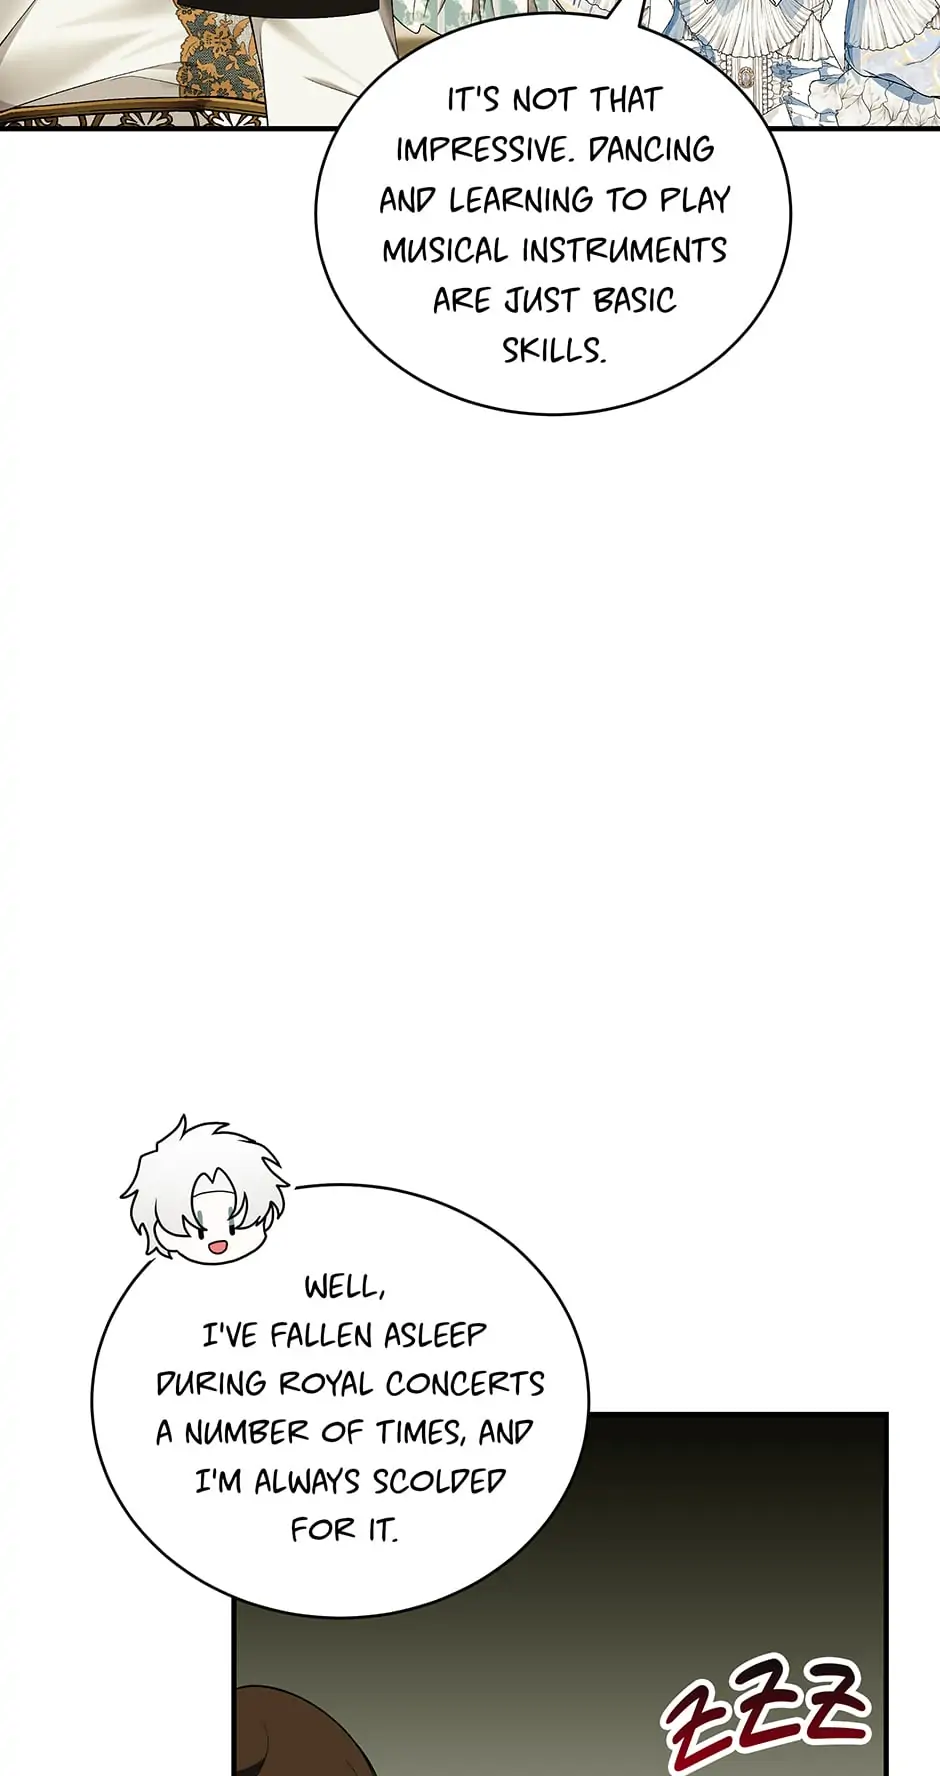 IT'S NOT THAT
IMPRESSIVE. DANCING
AND LEARNING TO PLAY
MUSICAL INSTRUMENTS
ARE JUST BASIC
SKILLS.
WELL,
I'VE FALLEN ASLEEP
DURING ROYAL CONCERTS
A NUMBER OF TIMES, AND
I'M ALWAYS SCOLDED
FOR IT.
ZZZ